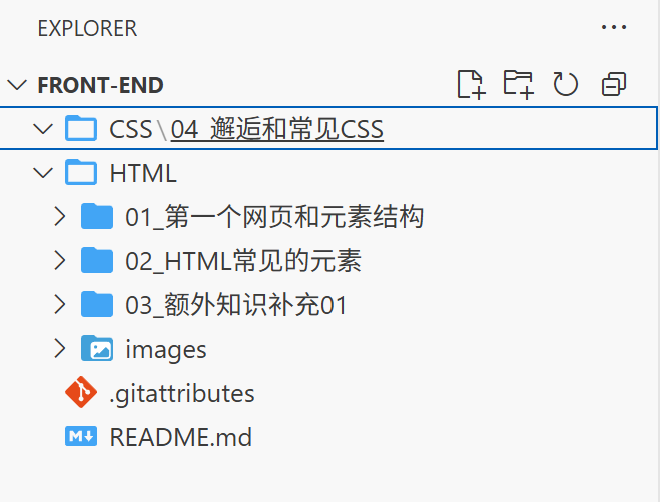 EXPLORER
FRONT-END
CSS\04_邂逅和常见CSS
HTML
01_第一个网页和元素结构
02_HTML常见的元素
03_额外知识补充01
images
.gitattributes
README.md